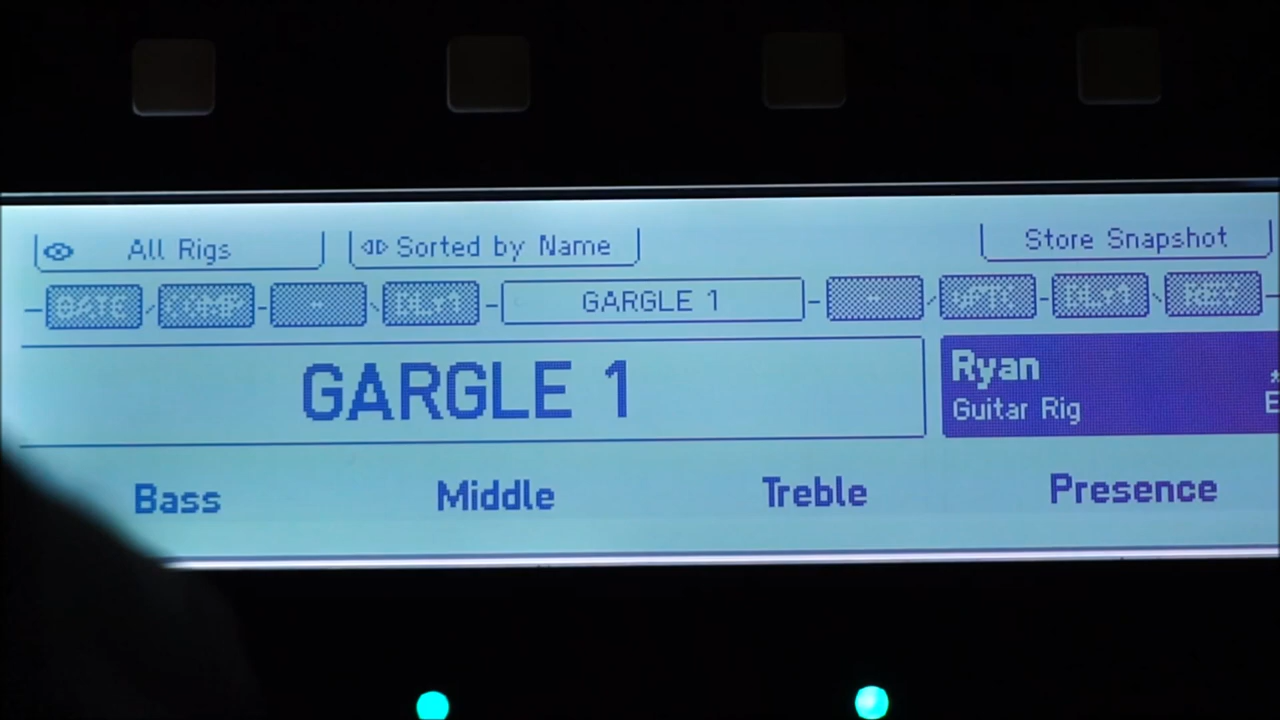 All Rigs
Sorted by Name
Store Snapshot
GARGLE 1
GARGLE 1
Ryan
Guitar Rig
Bass
Middle
Treble
Presence